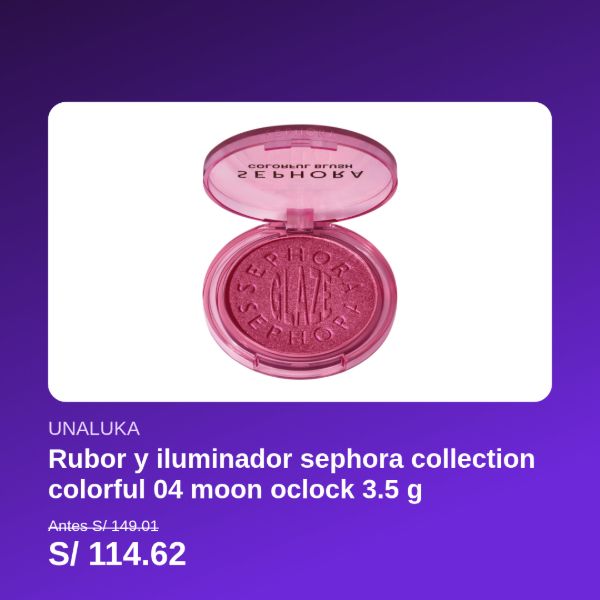 COLORFUL BLUSH
SEPHORA
SEPHORA
GLAZE
SEPHORA
UNALUKA
Rubor y iluminador sephora collection
colorful 04 moon oclock 3.5 g
Antes S/ 149.01
S/ 114.62